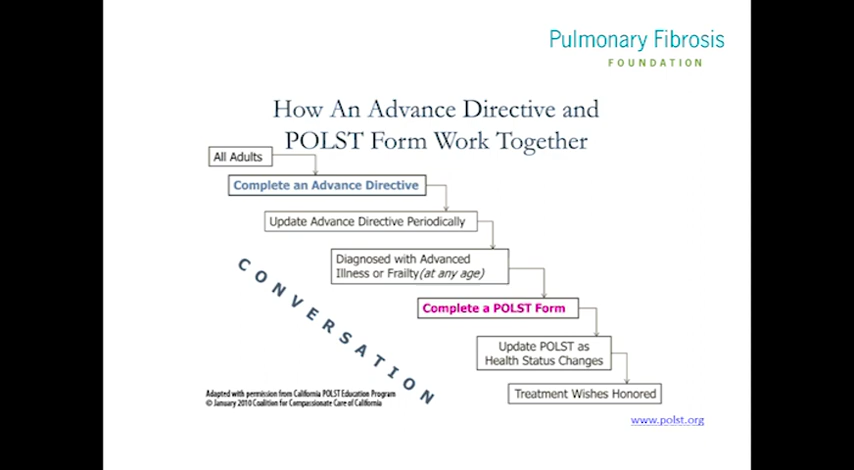 Pulmonary Fibrosis
FOUNDATION
How An Advance Directive and
POLST Form Work Together
All Adults
Complete an Advance Directive
Update Advance Directive Periodically
Diagnosed with Advanced
Illness or Frailty(at any age)
Complete a POLST Form
Update POLST as
Health Status Changes
Treatment Wishes Honored
CONVERSATION
Adapted with permission from California POLST Education Program
© January 2010 Coalition for Compassionate Care of California
www.polst.org